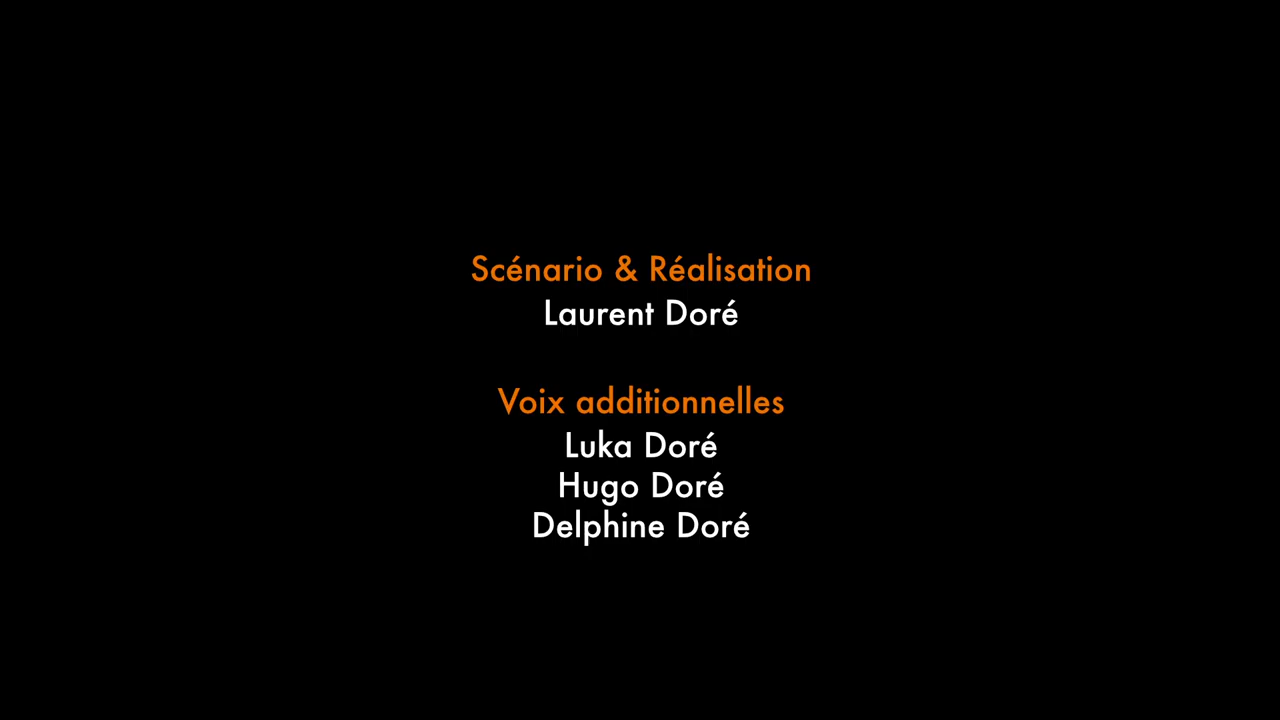 Scénario & Réalisation
Laurent Doré
Voix additionnelles
Luka Doré
Hugo Doré
Delphine Doré